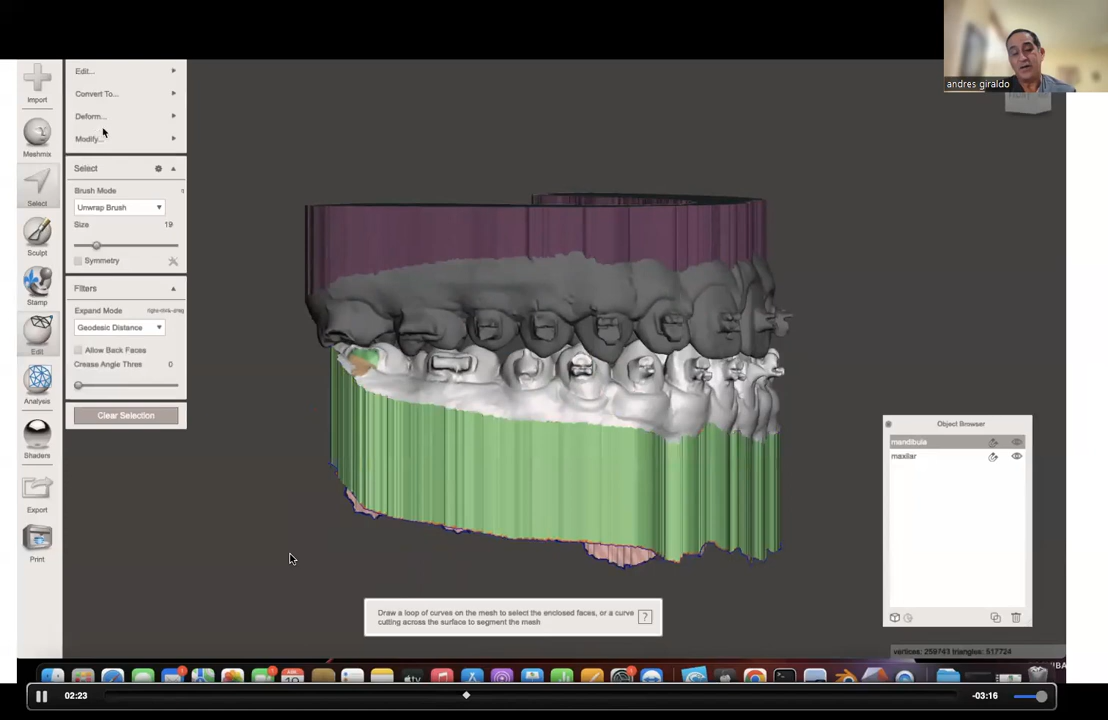 andres giraldo
Import
Meshmix
Select
Sculpt
Stamp
Edit
Analysis
Shaders
Export
Print
Edit...
Convert To...
Deform...
Modify...
Select
Brush Mode
Unwrap Brush
Size 19
Symmetry
Filters
Expand Mode
Geodesic Distance
Allow Back Faces
Crease Angle Thres 0
Clear Selection
Object Browser
mandibula
maxilar
Draw a loop of curves on the mesh to select the enclosed faces, or a curve
cutting across the surface to segment the mesh
?
vertices: 259743 triangles: 517724
02:23
-03:16